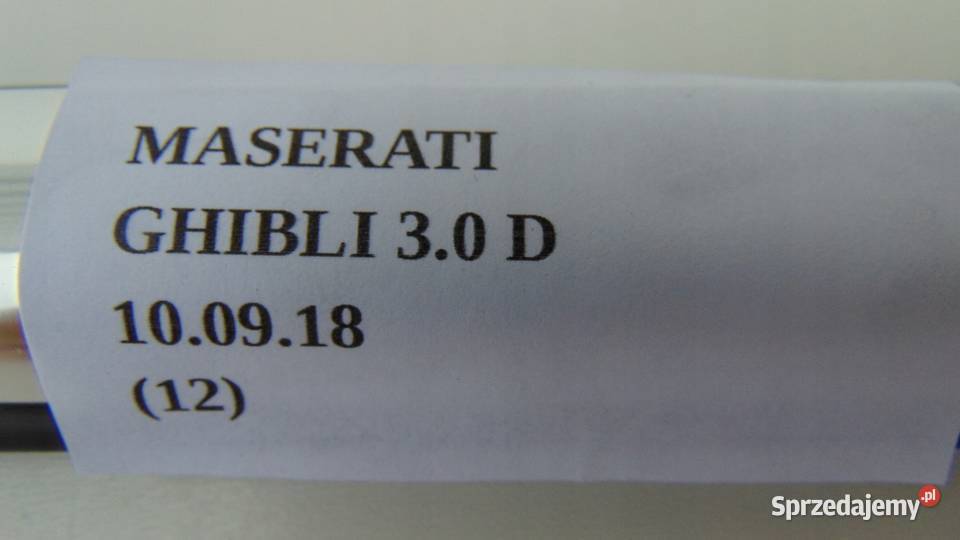 MASERATI
GHIBLI 3.0 D
10.09.18
(12)
Sprzedajemy.pl